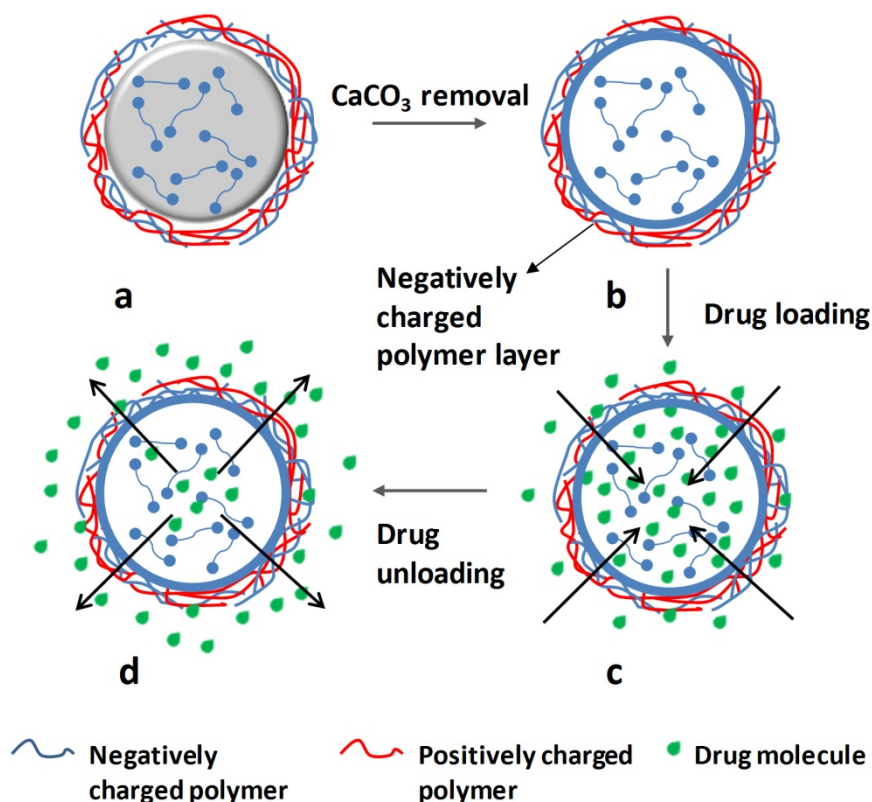 CaCO₃ removal
a
b
Negatively
charged
polymer layer
Drug loading
Drug
unloading
d
c
Negatively
charged polymer
Positively charged
polymer
Drug molecule